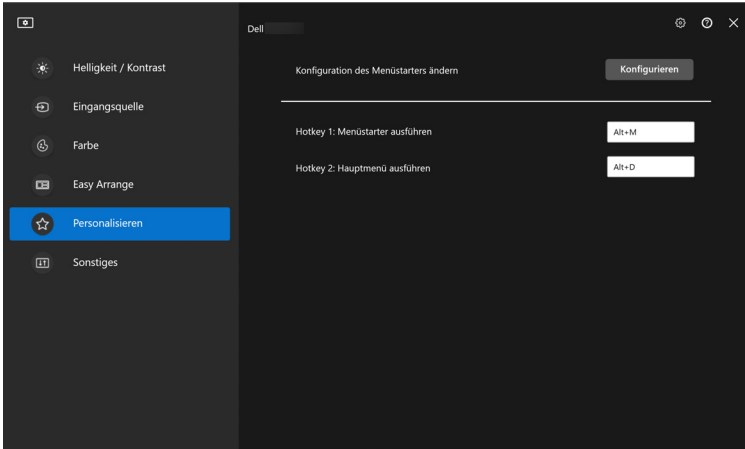 Dell
Helligkeit / Kontrast
Eingangsquelle
Farbe
Easy Arrange
Personalisieren
Sonstiges
Konfiguration des Menüstarters ändern
Konfigurieren
Hotkey 1: Menüstarter ausführen
Alt+M
Hotkey 2: Hauptmenü ausführen
Alt+D